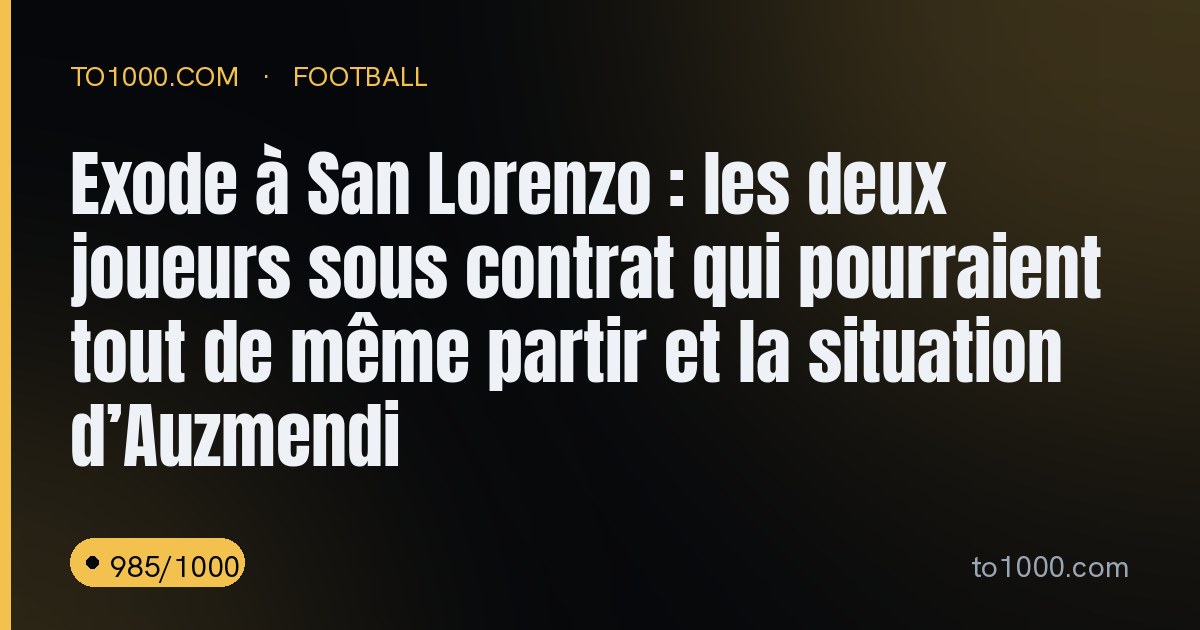 TO1000.COM · FOOTBALL
Exode à San Lorenzo : les deux
joueurs sous contrat qui pourraient
tout de même partir et la situation
d’Auzmendi
985/1000
to1000.com